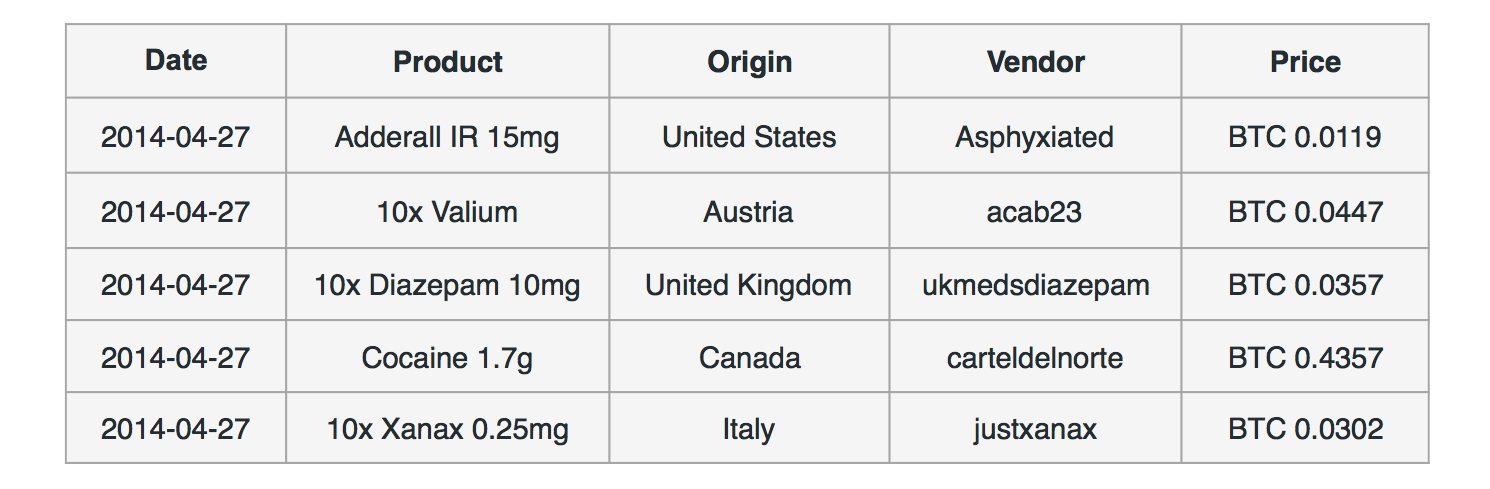 Date Product Origin Vendor Price
2014-04-27 Adderall IR 15mg United States Asphyxiated BTC 0.0119
2014-04-27 10x Valium Austria acab23 BTC 0.0447
2014-04-27 10x Diazepam 10mg United Kingdom ukmedsdiazepam BTC 0.0357
2014-04-27 Cocaine 1.7g Canada carteldelnorte BTC 0.4357
2014-04-27 10x Xanax 0.25mg Italy justxanax BTC 0.0302